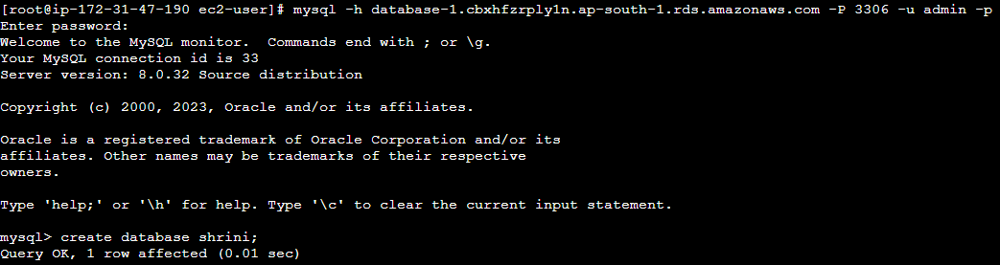 [root@ip-172-31-47-190 ec2-user]# mysql -h database-1.cbxhfzrply1n.ap-south-1.rds.amazonaws.com -P 3306 -u admin -p
Enter password:
Welcome to the MySQL monitor.  Commands end with ; or \g.
Your MySQL connection id is 33
Server version: 8.0.32 Source distribution
Copyright (c) 2000, 2023, Oracle and/or its affiliates.
Oracle is a registered trademark of Oracle Corporation and/or its
affiliates. Other names may be trademarks of their respective
owners.
Type 'help;' or '\h' for help. Type '\c' to clear the current input statement.
mysql> create database shrini;
Query OK, 1 row affected (0.01 sec)